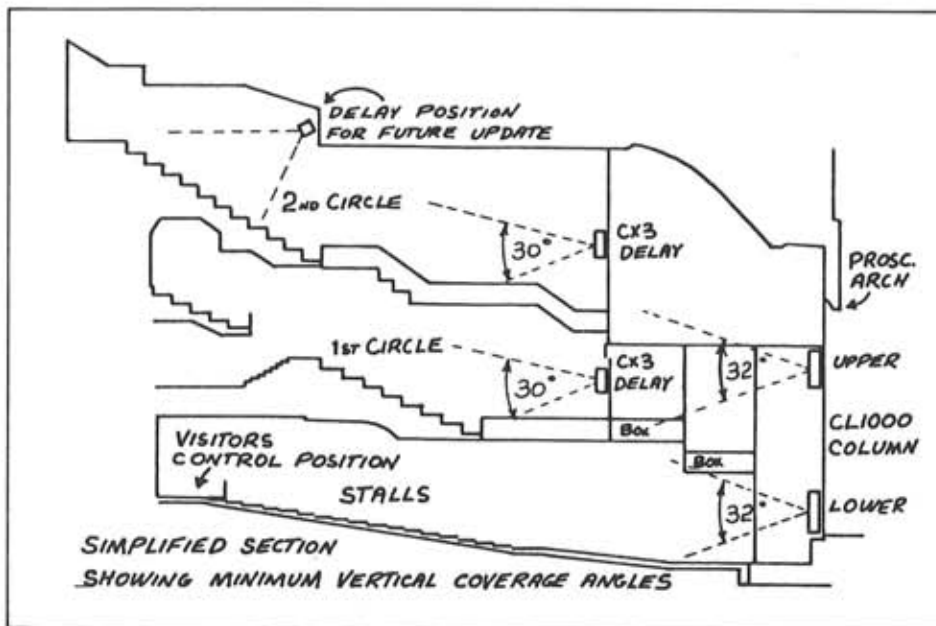 DELAY POSITION
FOR FUTURE UPDATE
2ND CIRCLE
30°
CX3
DELAY
PROSC.
ARCH
1ST CIRCLE
30°
CX3
DELAY
32°
UPPER
BOX
CL1000
COLUMN
VISITORS
CONTROL POSITION
BOX
STALLS
32°
LOWER
SIMPLIFIED SECTION
SHOWING MINIMUM VERTICAL COVERAGE ANGLES